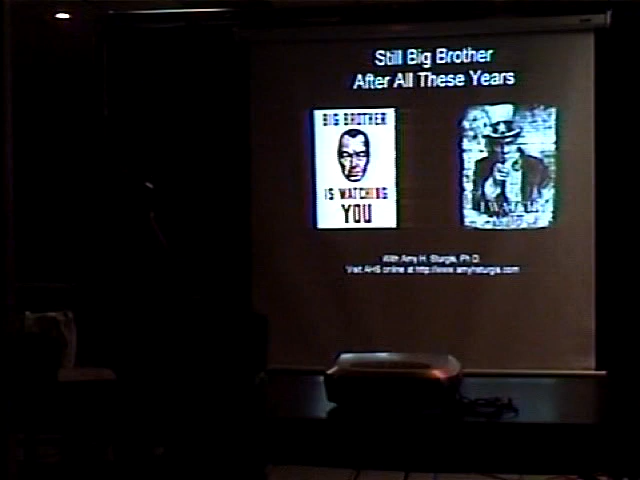 Still Big Brother
After All These Years
BIG BROTHER
IS WATCHING
YOU
I WATCH
With Amy H. Sturgis, Ph.D.
Visit AHS online at http://www.amyhsturgis.com